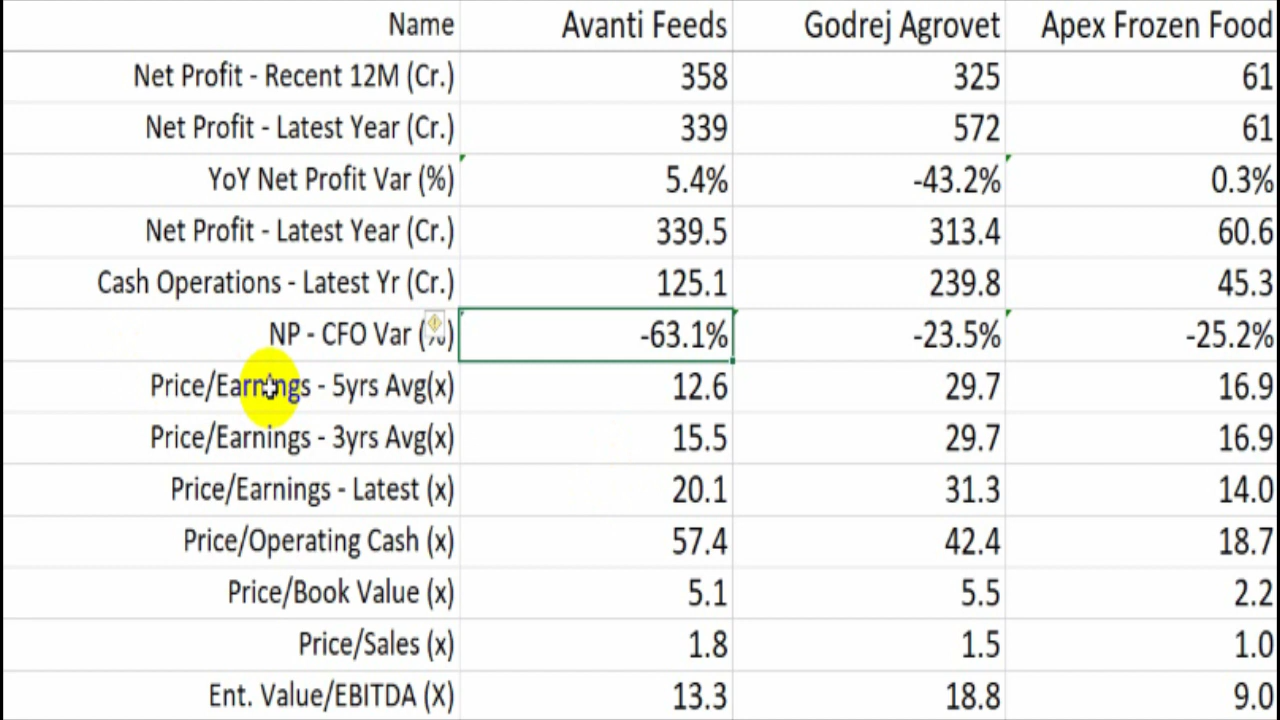 Name Avanti Feeds Godrej Agrovet Apex Frozen Food
Net Profit - Recent 12M (Cr.) 358 325 61
Net Profit - Latest Year (Cr.) 339 572 61
YoY Net Profit Var (%) 5.4% -43.2% 0.3%
Net Profit - Latest Year (Cr.) 339.5 313.4 60.6
Cash Operations - Latest Yr (Cr.) 125.1 239.8 45.3
NP - CFO Var (%) -63.1% -23.5% -25.2%
Price/Earnings - 5yrs Avg(x) 12.6 29.7 16.9
Price/Earnings - 3yrs Avg(x) 15.5 29.7 16.9
Price/Earnings - Latest (x) 20.1 31.3 14.0
Price/Operating Cash (x) 57.4 42.4 18.7
Price/Book Value (x) 5.1 5.5 2.2
Price/Sales (x) 1.8 1.5 1.0
Ent. Value/EBITDA (X) 13.3 18.8 9.0